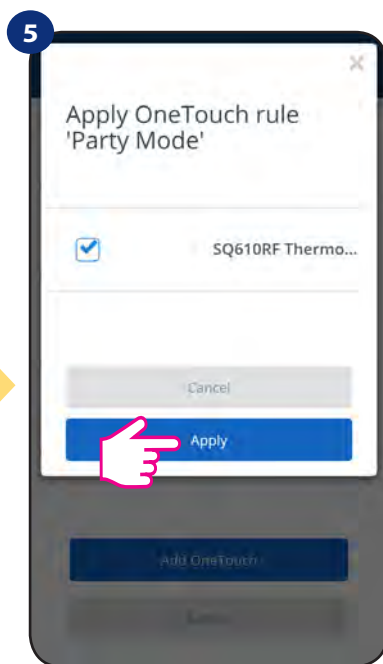 5
×
Apply OneTouch rule
'Party Mode'
SQ610RF Thermo...
Cancel
Apply
Add OneTouch